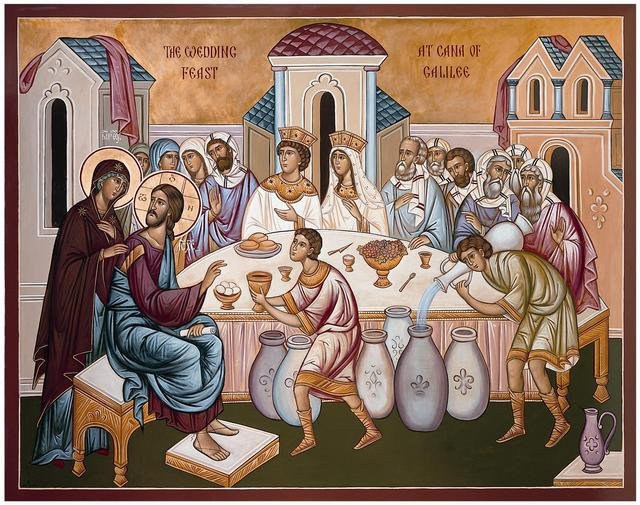 THE WEDDING
FEAST
AT CANA OF
GALILEE